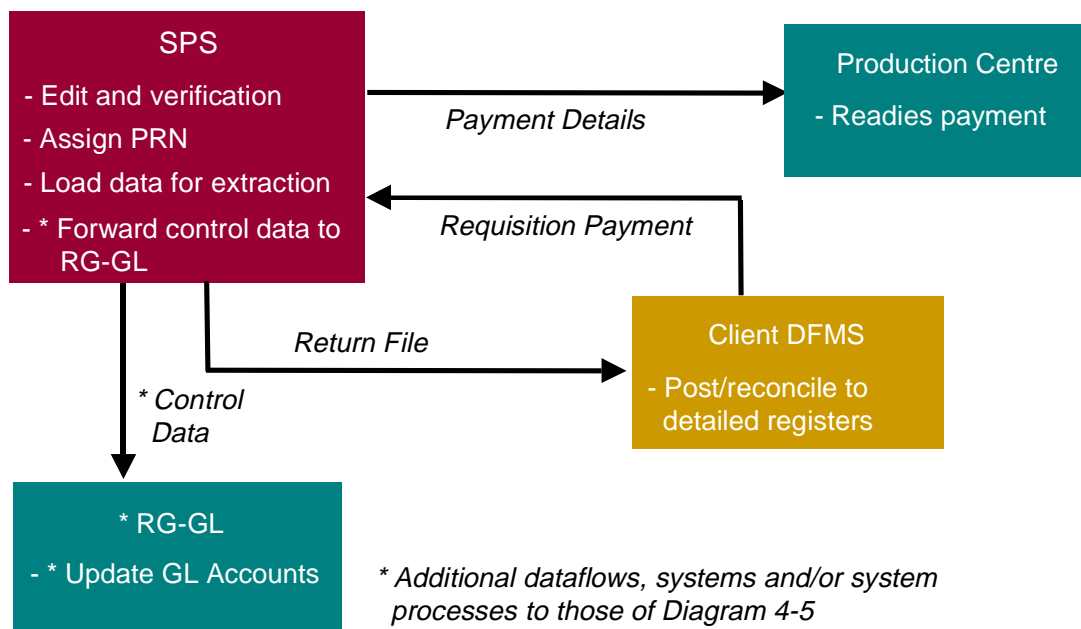 SPS
- Edit and verification
- Assign PRN
- Load data for extraction
- * Forward control data to
RG-GL
Payment Details
Production Centre
- Readies payment
Requisition Payment
Return File
Client DFMS
- Post/reconcile to
detailed registers
* Control
Data
* RG-GL
- * Update GL Accounts
* Additional dataflows, systems and/or system
processes to those of Diagram 4-5